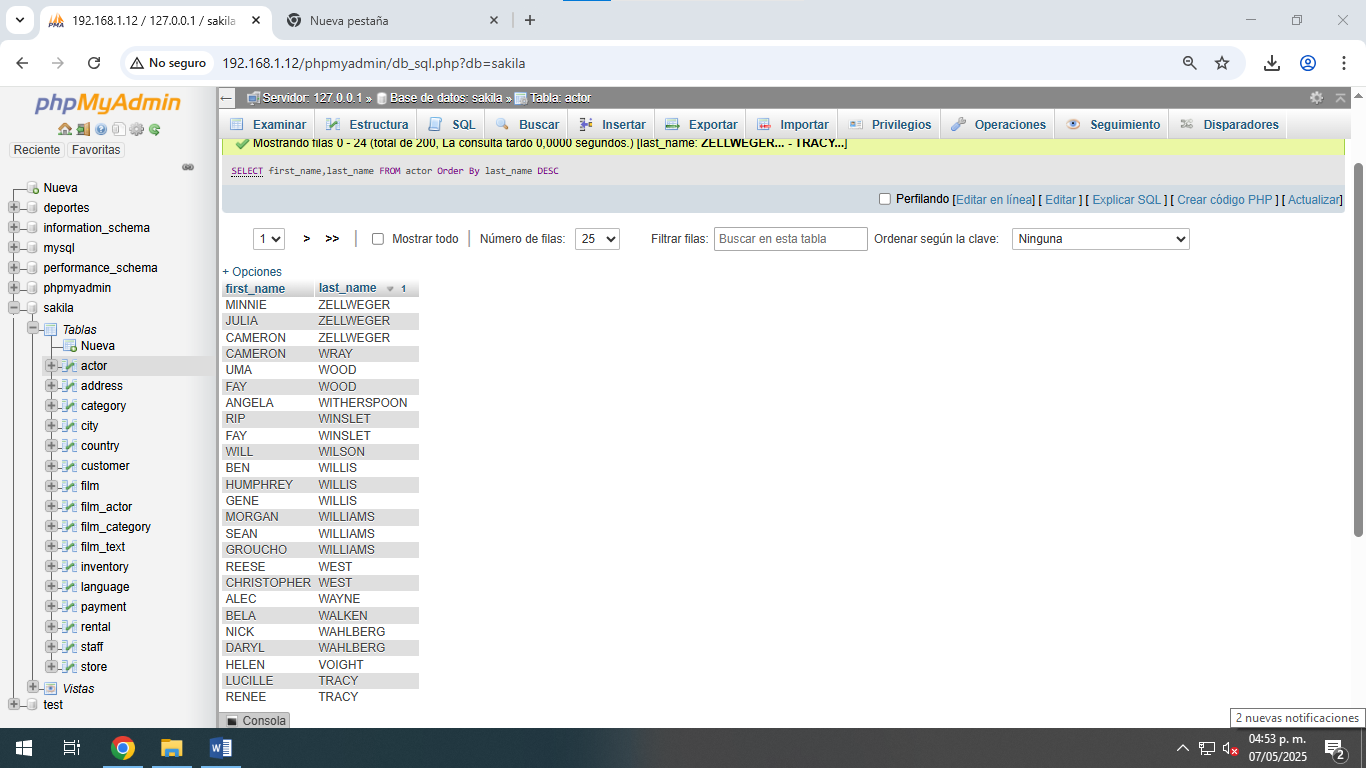 192.168.1.12 / 127.0.0.1 / sakila
Nueva pestaña
No seguro
192.168.1.12/phpmyadmin/db_sql.php?db=sakila
phpMyAdmin
Reciente
Favoritas
Nueva
deportes
information_schema
mysql
performance_schema
phpmyadmin
sakila
Tablas
Nueva
actor
address
category
city
country
customer
film
film_actor
film_category
film_text
inventory
language
payment
rental
staff
store
Vistas
test
Servidor: 127.0.0.1 » Base de datos: sakila » Tabla: actor
Examinar Estructura SQL Buscar Insertar Exportar Importar Privilegios Operaciones Seguimiento Disparadores
Mostrando filas 0 - 24 (total de 200, La consulta tardó 0,0000 segundos.) [last_name: ZELLWEGER... - TRACY...]
SELECT first_name,last_name FROM actor Order By last_name DESC
Perfilando [Editar en línea] [ Editar ] [ Explicar SQL ] [ Crear código PHP ] [ Actualizar]
1 > >> | Mostrar todo | Número de filas: 25 Filtrar filas: Buscar en esta tabla Ordenar según la clave: Ninguna
+ Opciones
first_name last_name 1
MINNIE ZELLWEGER
JULIA ZELLWEGER
CAMERON ZELLWEGER
CAMERON WRAY
UMA WOOD
FAY WOOD
ANGELA WITHERSPOON
RIP WINSLET
FAY WINSLET
WILL WILSON
BEN WILLIS
HUMPHREY WILLIS
GENE WILLIS
MORGAN WILLIAMS
SEAN WILLIAMS
GROUCHO WILLIAMS
REESE WEST
CHRISTOPHER WEST
ALEC WAYNE
BELA WALKEN
NICK WAHLBERG
DARYL WAHLBERG
HELEN VOIGHT
LUCILLE TRACY
RENEE TRACY
Consola
2 nuevas notificaciones
04:53 p. m.
07/05/2025
2